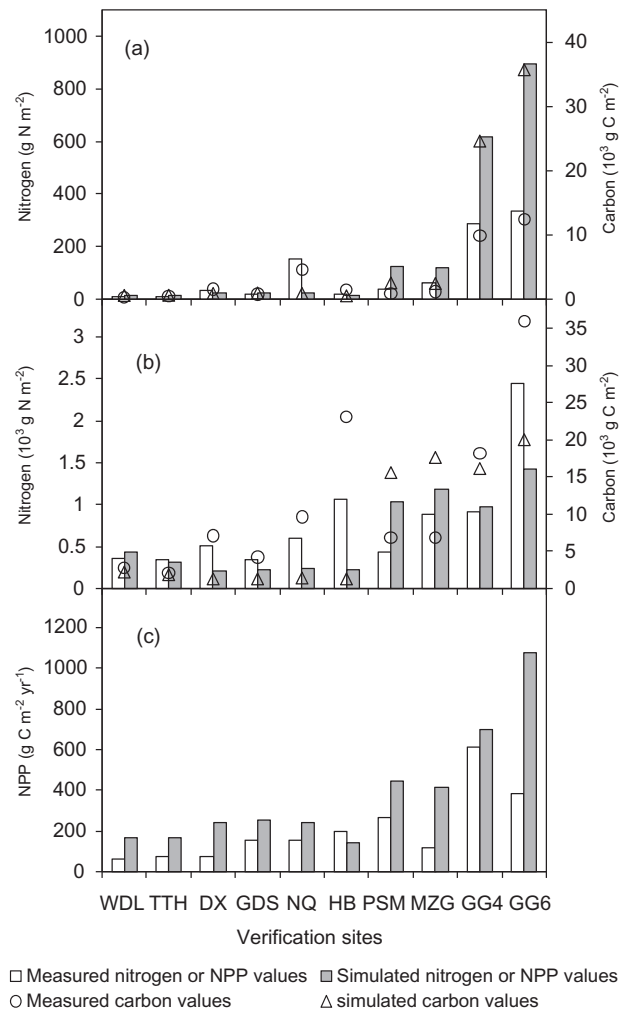 (a)
Nitrogen (g N m-2)
1000
800
600
400
200
0
40
30
20
10
0
Carbon (10³ g C m-2)
(b)
Nitrogen (10³ g N m-2)
3
2.5
2
1.5
1
0.5
0
35
30
25
20
15
10
5
0
Carbon (10³ g C m-2)
(c)
NPP (g C m-2 yr-1)
1200
1000
800
600
400
200
0
WDL TTH DX GDS NQ HB PSM MZG GG4 GG6
Verification sites
Measured nitrogen or NPP values Simulated nitrogen or NPP values
Measured carbon values simulated carbon values